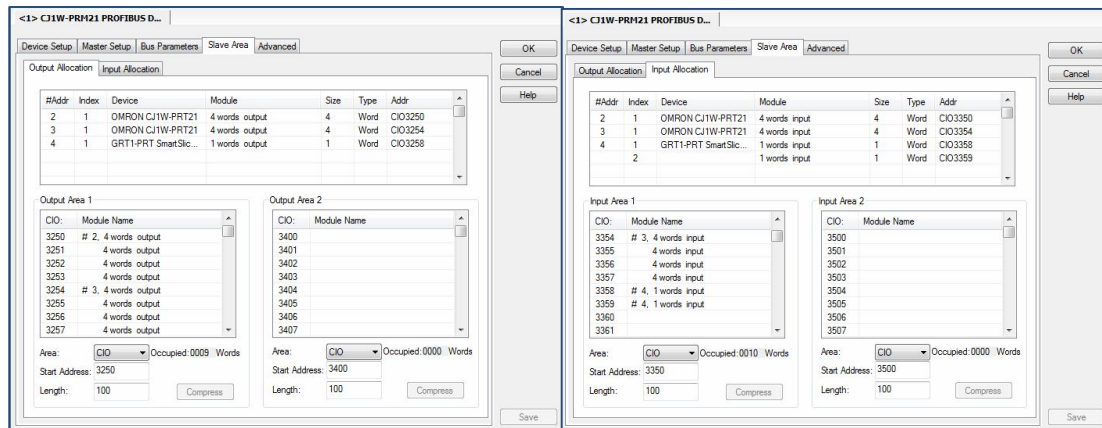 <1> CJ1W-PRM21 PROFIBUS D...
Device Setup Master Setup Bus Parameters Slave Area Advanced
OK
Cancel
Help
Output Allocation Input Allocation
#Addr Index Device Module Size Type Addr
2 1 OMRON CJ1W-PRT21 4 words output 4 Word CIO3250
3 1 OMRON CJ1W-PRT21 4 words output 4 Word CIO3254
4 1 GRT1-PRT SmartSlic... 1 words output 1 Word CIO3258
Output Area 1
CIO: Module Name
3250 # 2, 4 words output
3251 4 words output
3252 4 words output
3253 4 words output
3254 # 3, 4 words output
3255 4 words output
3256 4 words output
3257 4 words output
Area: CIO Occupied:0009 Words
Start Address: 3250
Length: 100 Compress
Output Area 2
CIO: Module Name
3400
3401
3402
3403
3404
3405
3406
3407
Area: CIO Occupied:0000 Words
Start Address: 3400
Length: 100 Compress
Save
<1> CJ1W-PRM21 PROFIBUS D...
Device Setup Master Setup Bus Parameters Slave Area Advanced
OK
Cancel
Help
Output Allocation Input Allocation
#Addr Index Device Module Size Type Addr
2 1 OMRON CJ1W-PRT21 4 words input 4 Word CIO3350
3 1 OMRON CJ1W-PRT21 4 words input 4 Word CIO3354
4 1 GRT1-PRT SmartSlic... 1 words input 1 Word CIO3358
2 1 words input 1 Word CIO3359
Input Area 1
CIO: Module Name
3354 # 3, 4 words input
3355 4 words input
3356 4 words input
3357 4 words input
3358 # 4, 1 words input
3359 # 4, 1 words input
3360
3361
Area: CIO Occupied:0010 Words
Start Address: 3350
Length: 100 Compress
Input Area 2
CIO: Module Name
3500
3501
3502
3503
3504
3505
3506
3507
Area: CIO Occupied:0000 Words
Start Address: 3500
Length: 100 Compress
Save